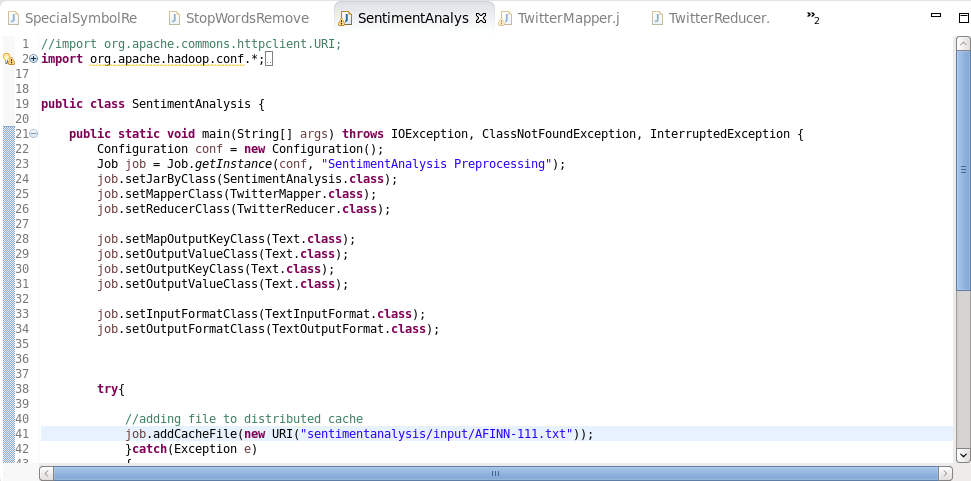 SpecialSymbolRe StopWordsRemove SentimentAnalys TwitterMapper.j TwitterReducer. »2
1 //import org.apache.commons.httpclient.URI;
2 import org.apache.hadoop.conf.*;
17
18
19 public class SentimentAnalysis {
20
21 public static void main(String[] args) throws IOException, ClassNotFoundException, InterruptedException {
22 Configuration conf = new Configuration();
23 Job job = Job.getInstance(conf, "SentimentAnalysis Preprocessing");
24 job.setJarByClass(SentimentAnalysis.class);
25 job.setMapperClass(TwitterMapper.class);
26 job.setReducerClass(TwitterReducer.class);
27
28 job.setMapOutputKeyClass(Text.class);
29 job.setOutputValueClass(Text.class);
30 job.setOutputKeyClass(Text.class);
31 job.setOutputValueClass(Text.class);
32
33 job.setInputFormatClass(TextInputFormat.class);
34 job.setOutputFormatClass(TextOutputFormat.class);
35
36
37
38 try{
39
40 //adding file to distributed cache
41 job.addCacheFile(new URI("sentimentanalysis/input/AFINN-111.txt"));
42 }catch(Exception e)
43 {